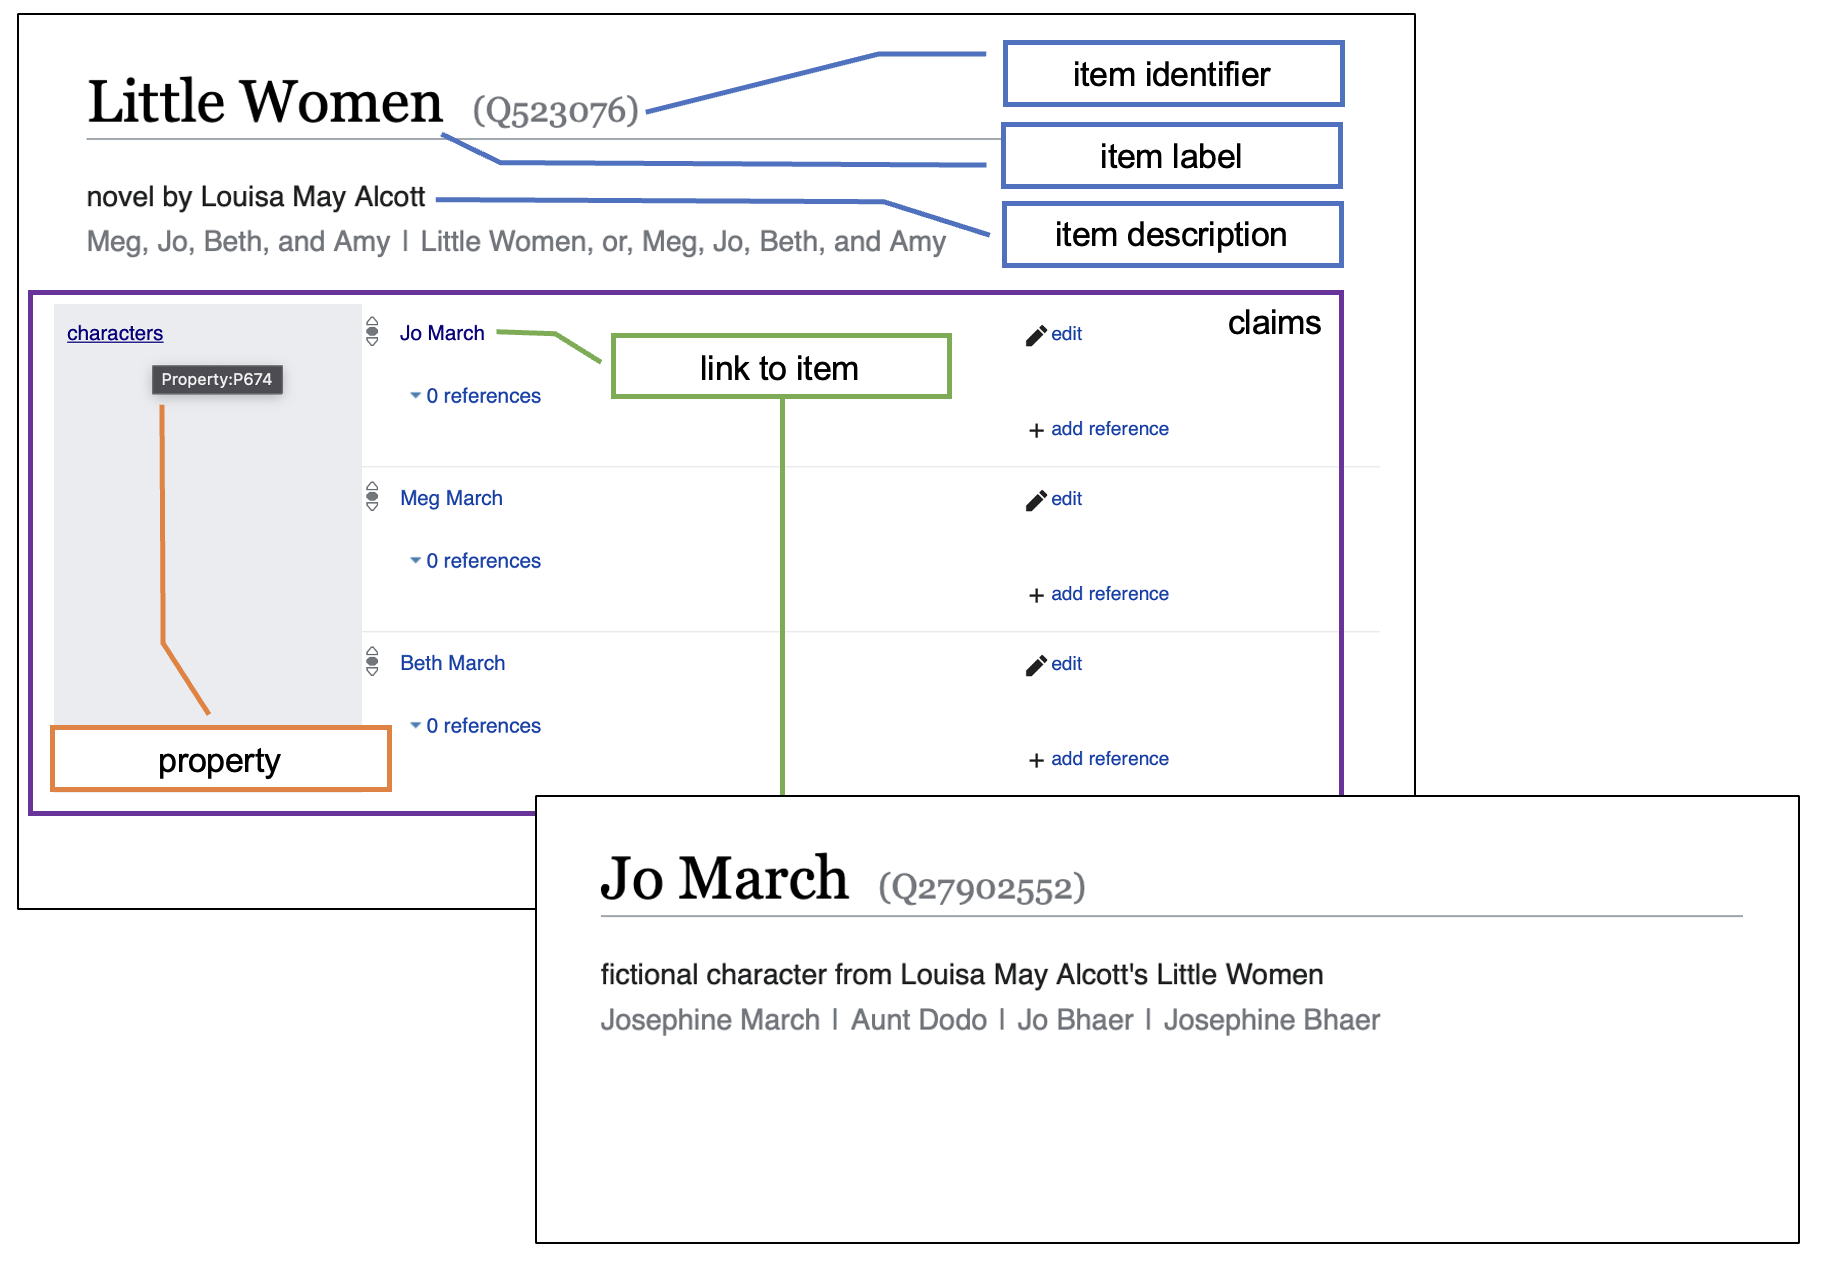 Little Women (Q523076)
item identifier
item label
novel by Louisa May Alcott
item description
Meg, Jo, Beth, and Amy | Little Women, or, Meg, Jo, Beth, and Amy
claims
characters
Property:P674
property
Jo March
link to item
edit
0 references
+ add reference
Meg March
edit
0 references
+ add reference
Beth March
edit
0 references
+ add reference
Jo March (Q27902552)
fictional character from Louisa May Alcott's Little Women
Josephine March | Aunt Dodo | Jo Bhaer | Josephine Bhaer